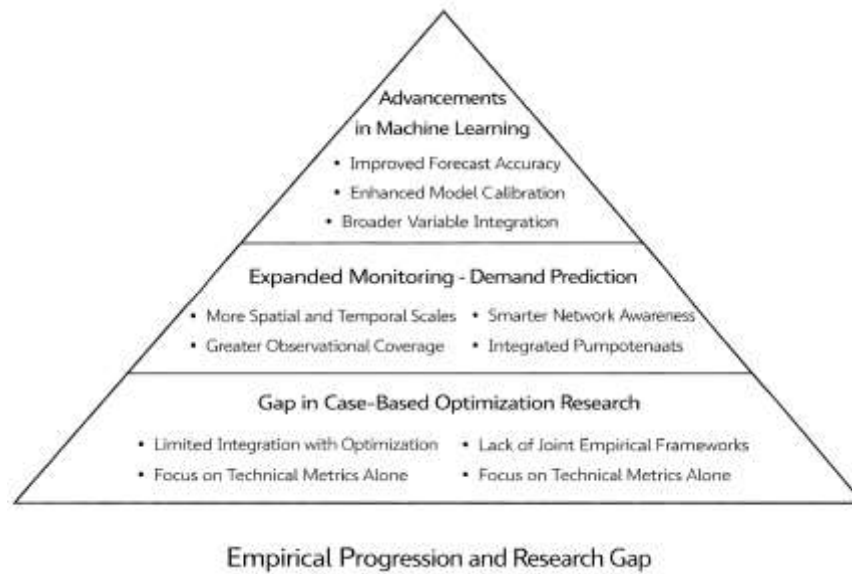 Advancements
in Machine Learning
• Improved Forecast Accuracy
• Enhanced Model Calibration
• Broader Variable Integration
Expanded Monitoring - Demand Prediction
• More Spatial and Temporal Scales • Smarter Network Awareness
• Greater Observational Coverage • Integrated Pumpotenaats
Gap in Case-Based Optimization Research
• Limited Integration with Optimization • Lack of Joint Empirical Frameworks
• Focus on Technical Metrics Alone • Focus on Technical Metrics Alone
Empirical Progression and Research Gap